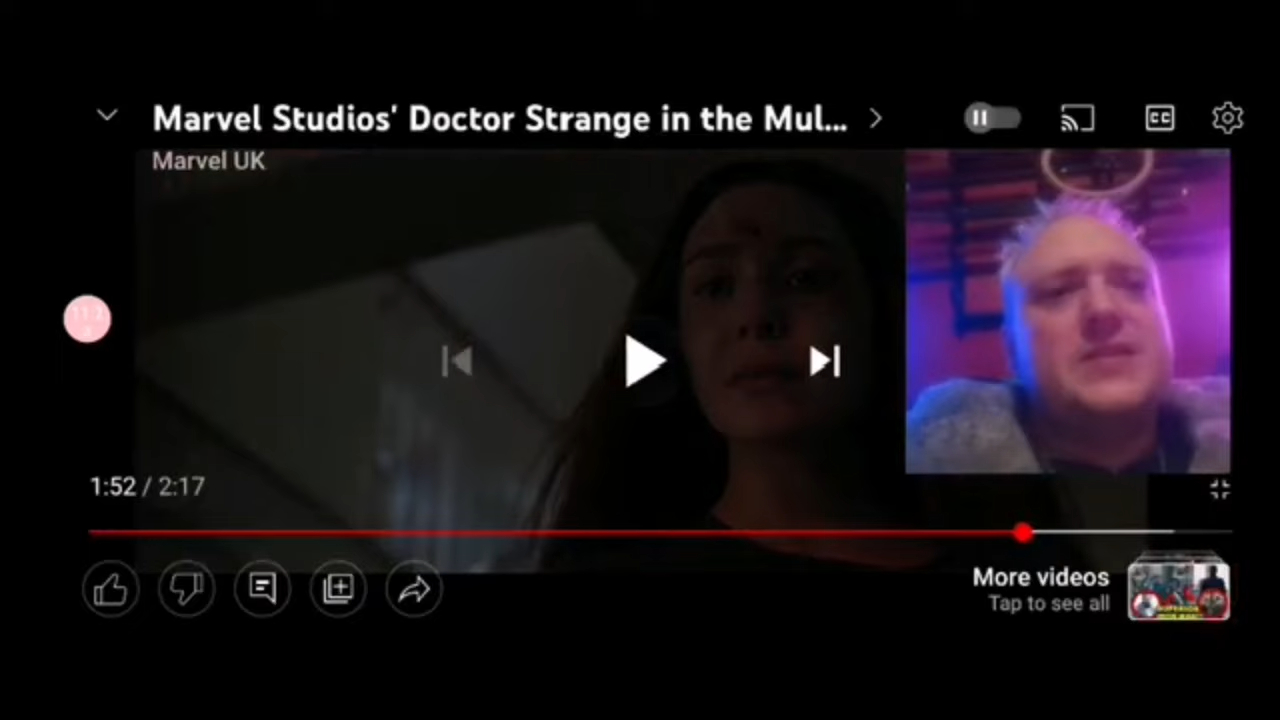 Marvel Studios' Doctor Strange in the Mul...
Marvel UK
CC
1:52 / 2:17
More videos
Tap to see all